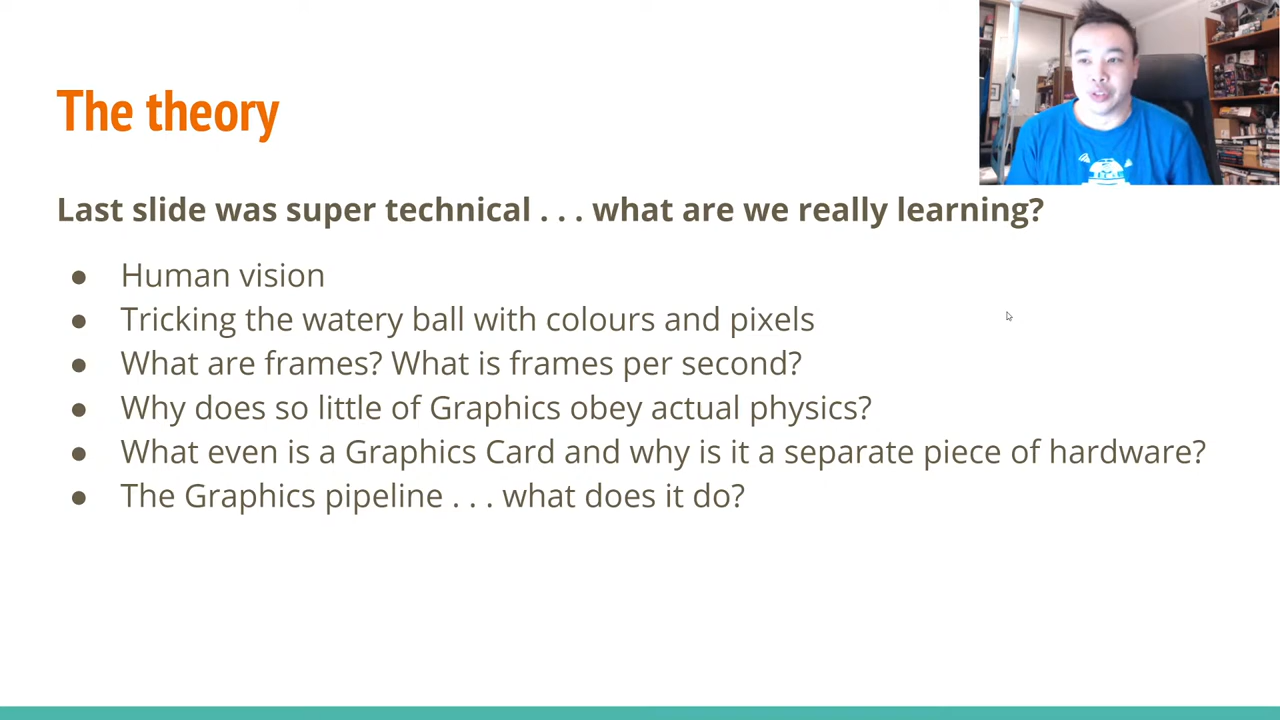 The theory
Last slide was super technical . . . what are we really learning?
● Human vision
● Tricking the watery ball with colours and pixels
● What are frames? What is frames per second?
● Why does so little of Graphics obey actual physics?
● What even is a Graphics Card and why is it a separate piece of hardware?
● The Graphics pipeline . . . what does it do?